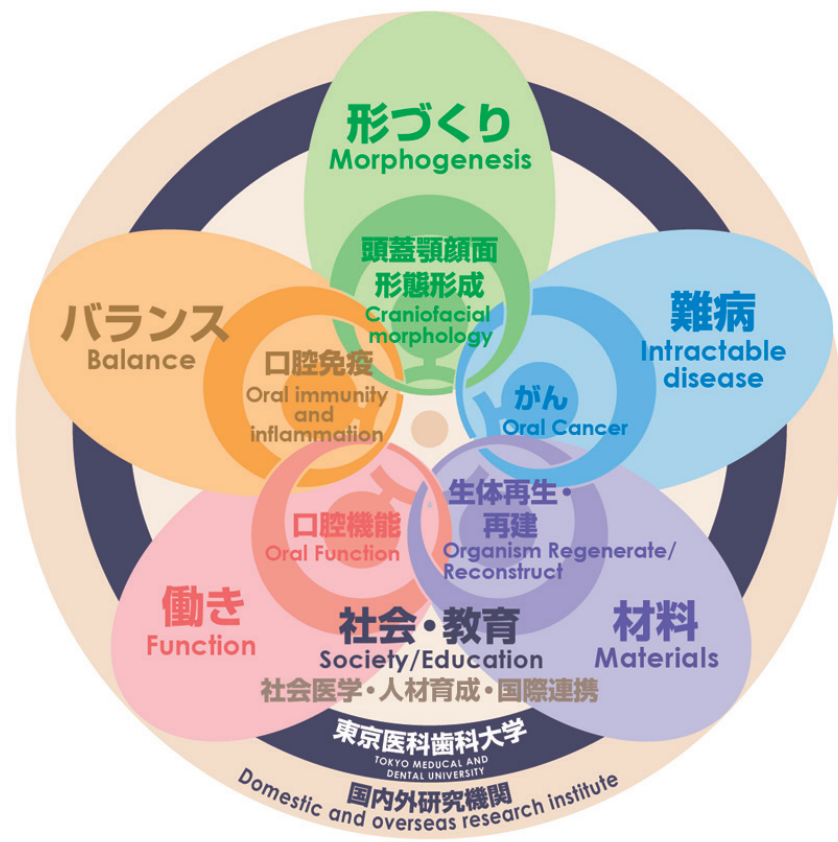 形づくり
Morphogenesis
頭蓋顎顔面
形態形成
Craniofacial
morphology
バランス
Balance
口腔免疫
Oral immunity
and
inflammation
難病
Intractable
disease
がん
Oral Cancer
口腔機能
Oral Function
働き
Function
生体再生・
再建
Organism Regenerate/
Reconstruct
材料
Materials
社会・教育
Society/Education
社会医学・人材育成・国際連携
東京医科歯科大学
TOKYO MEDUCAL AND
DENTAL UNIVERSITY
国内外研究機関
Domestic and overseas research institute